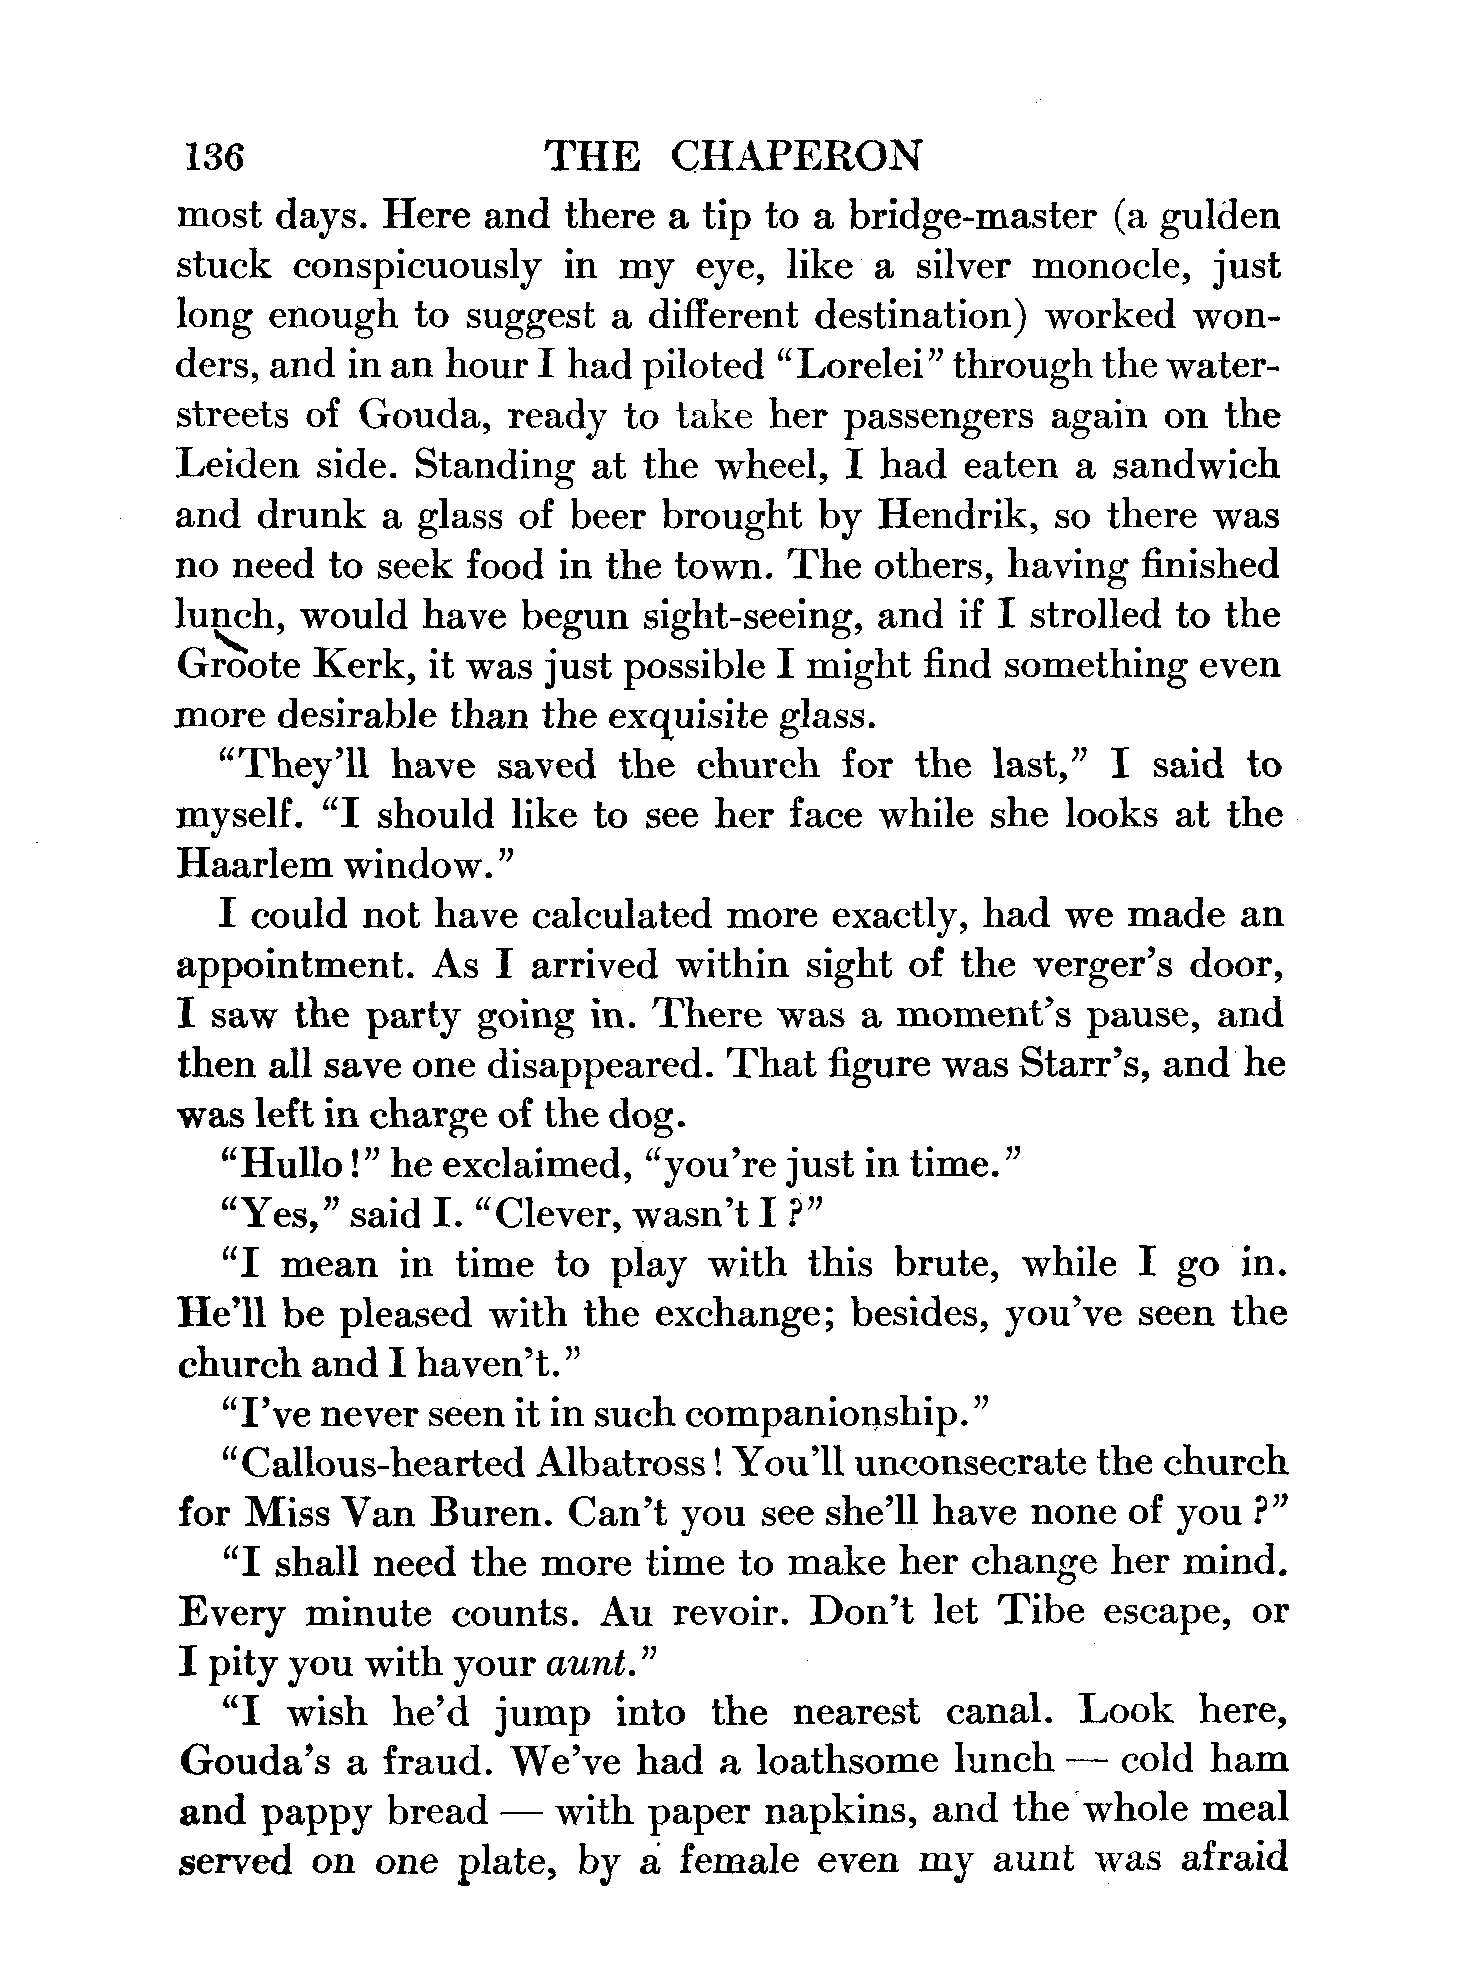 136 THE CHAPERON
most days. Here and there a tip to a bridge-master (a gulden
stuck conspicuously in my eye, like a silver monocle, just
long enough to suggest a different destination) worked won-
ders, and in an hour I had piloted “Lorelei” through the water-
streets of Gouda, ready to take her passengers again on the
Leiden side. Standing at the wheel, I had eaten a sandwich
and drunk a glass of beer brought by Hendrik, so there was
no need to seek food in the town. The others, having finished
lunch, would have begun sight-seeing, and if I strolled to the
Groote Kerk, it was just possible I might find something even
more desirable than the exquisite glass.
“They’ll have saved the church for the last,” I said to
myself. “I should like to see her face while she looks at the
Haarlem window.”
I could not have calculated more exactly, had we made an
appointment. As I arrived within sight of the verger’s door,
I saw the party going in. There was a moment’s pause, and
then all save one disappeared. That figure was Starr’s, and he
was left in charge of the dog.
“Hullo!” he exclaimed, “you’re just in time.”
“Yes,” said I. “Clever, wasn’t I?”
“I mean in time to play with this brute, while I go in.
He’ll be pleased with the exchange; besides, you’ve seen the
church and I haven’t.”
“I’ve never seen it in such companionship.”
“Callous-hearted Albatross! You’ll unconsecrate the church
for Miss Van Buren. Can’t you see she’ll have none of you?”
“I shall need the more time to make her change her mind.
Every minute counts. Au revoir. Don’t let Tibe escape, or
I pity you with your aunt.”
“I wish he’d jump into the nearest canal. Look here,
Gouda’s a fraud. We’ve had a loathsome lunch — cold ham
and pappy bread — with paper napkins, and the whole meal
served on one plate, by a female even my aunt was afraid